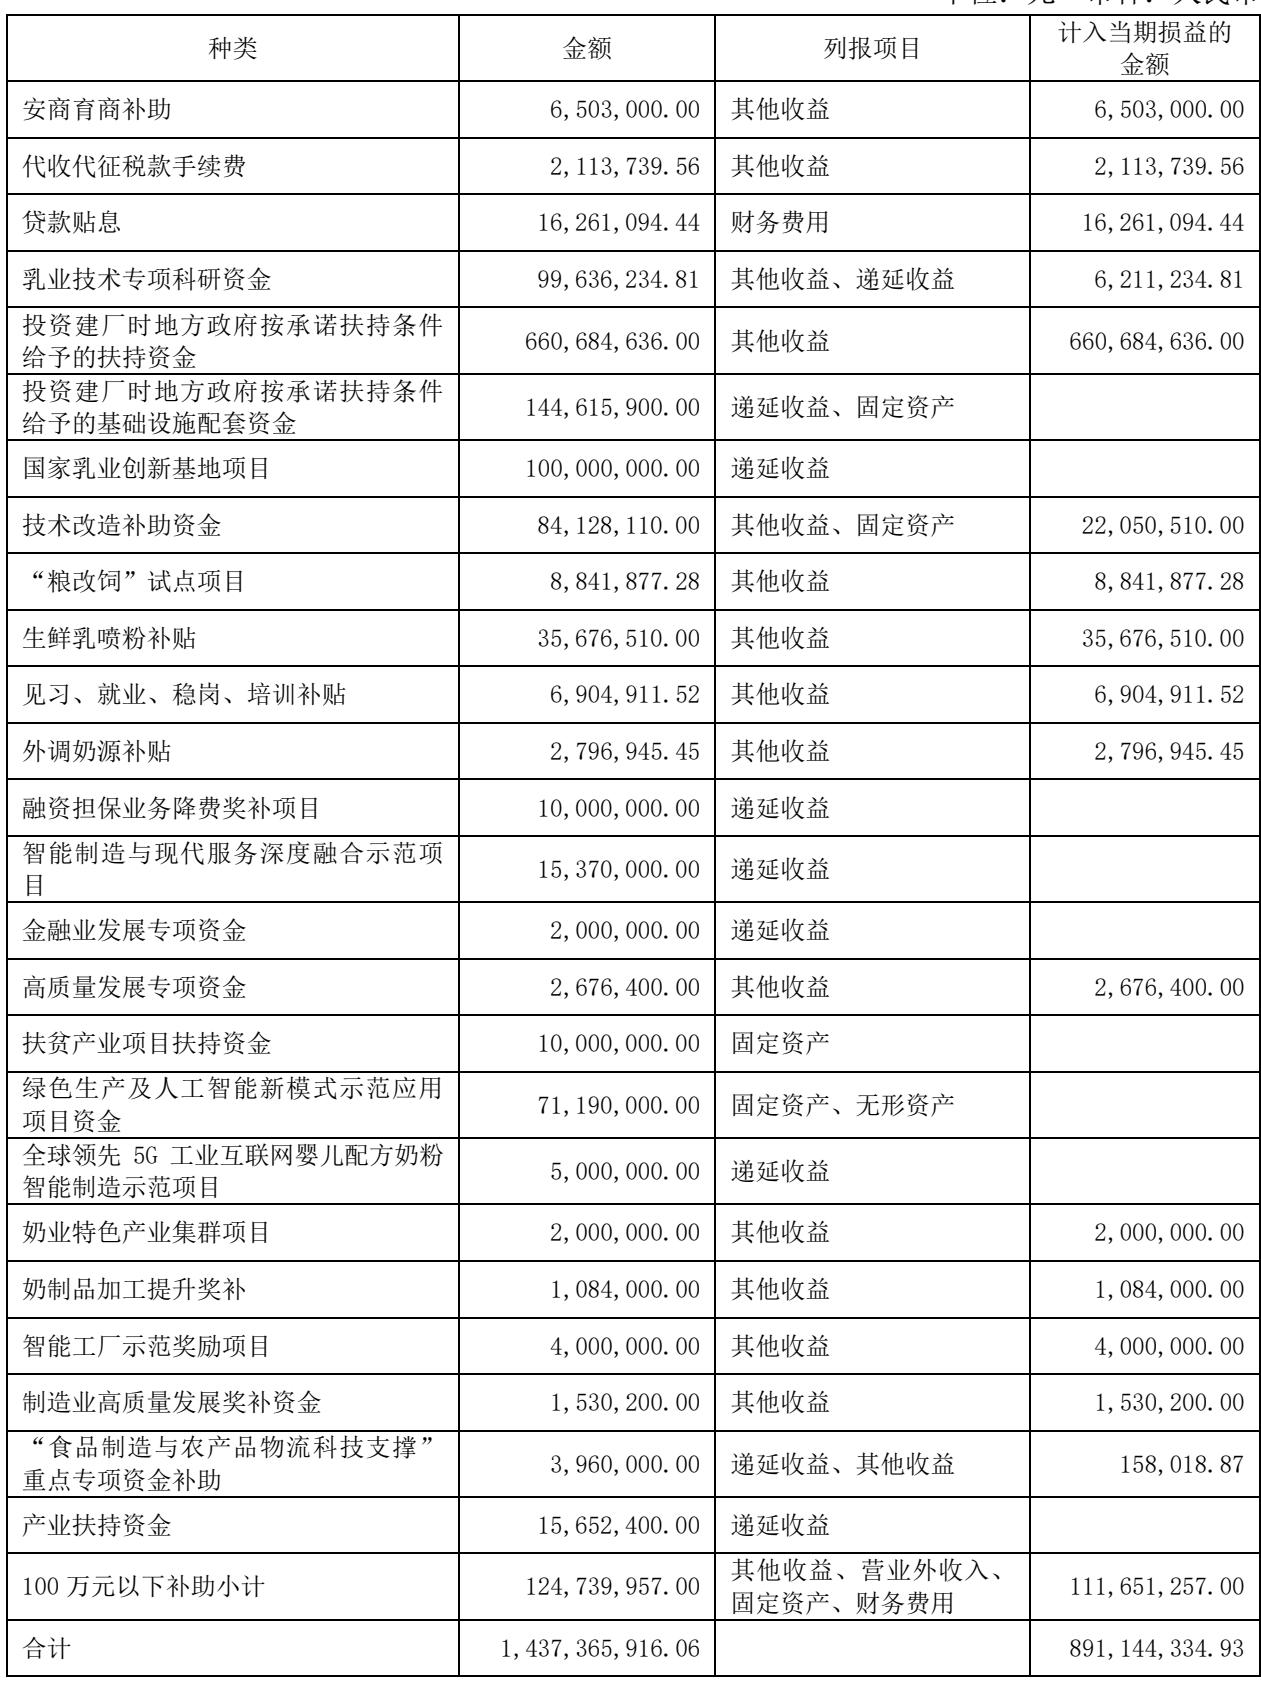 单位：元 币种：人民币
种类 金额 列报项目 计入当期损益的
金额
安商育商补助 6,503,000.00 其他收益 6,503,000.00
代收代征税款手续费 2,113,739.56 其他收益 2,113,739.56
贷款贴息 16,261,094.44 财务费用 16,261,094.44
乳业技术专项科研资金 99,636,234.81 其他收益、递延收益 6,211,234.81
投资建厂时地方政府按承诺扶持条件
给予的扶持资金 660,684,636.00 其他收益 660,684,636.00
投资建厂时地方政府按承诺扶持条件
给予的基础设施配套资金 144,615,900.00 递延收益、固定资产
国家乳业创新基地项目 100,000,000.00 递延收益
技术改造补助资金 84,128,110.00 其他收益、固定资产 22,050,510.00
“粮改饲”试点项目 8,841,877.28 其他收益 8,841,877.28
生鲜乳喷粉补贴 35,676,510.00 其他收益 35,676,510.00
见习、就业、稳岗、培训补贴 6,904,911.52 其他收益 6,904,911.52
外调奶源补贴 2,796,945.45 其他收益 2,796,945.45
融资担保业务降费奖补项目 10,000,000.00 递延收益
智能制造与现代服务深度融合示范项
目 15,370,000.00 递延收益
金融业发展专项资金 2,000,000.00 递延收益
高质量发展专项资金 2,676,400.00 其他收益 2,676,400.00
扶贫产业项目扶持资金 10,000,000.00 固定资产
绿色生产及人工智能新模式示范应用
项目资金 71,190,000.00 固定资产、无形资产
全球领先 5G 工业互联网婴儿配方奶粉
智能制造示范项目 5,000,000.00 递延收益
奶业特色产业集群项目 2,000,000.00 其他收益 2,000,000.00
奶制品加工提升奖补 1,084,000.00 其他收益 1,084,000.00
智能工厂示范奖励项目 4,000,000.00 其他收益 4,000,000.00
制造业高质量发展奖补资金 1,530,200.00 其他收益 1,530,200.00
“食品制造与农产品物流科技支撑”
重点专项资金补助 3,960,000.00 递延收益、其他收益 158,018.87
产业扶持资金 15,652,400.00 递延收益
100 万元以下补助小计 124,739,957.00 其他收益、营业外收入、
固定资产、财务费用 111,651,257.00
合计 1,437,365,916.06 891,144,334.93